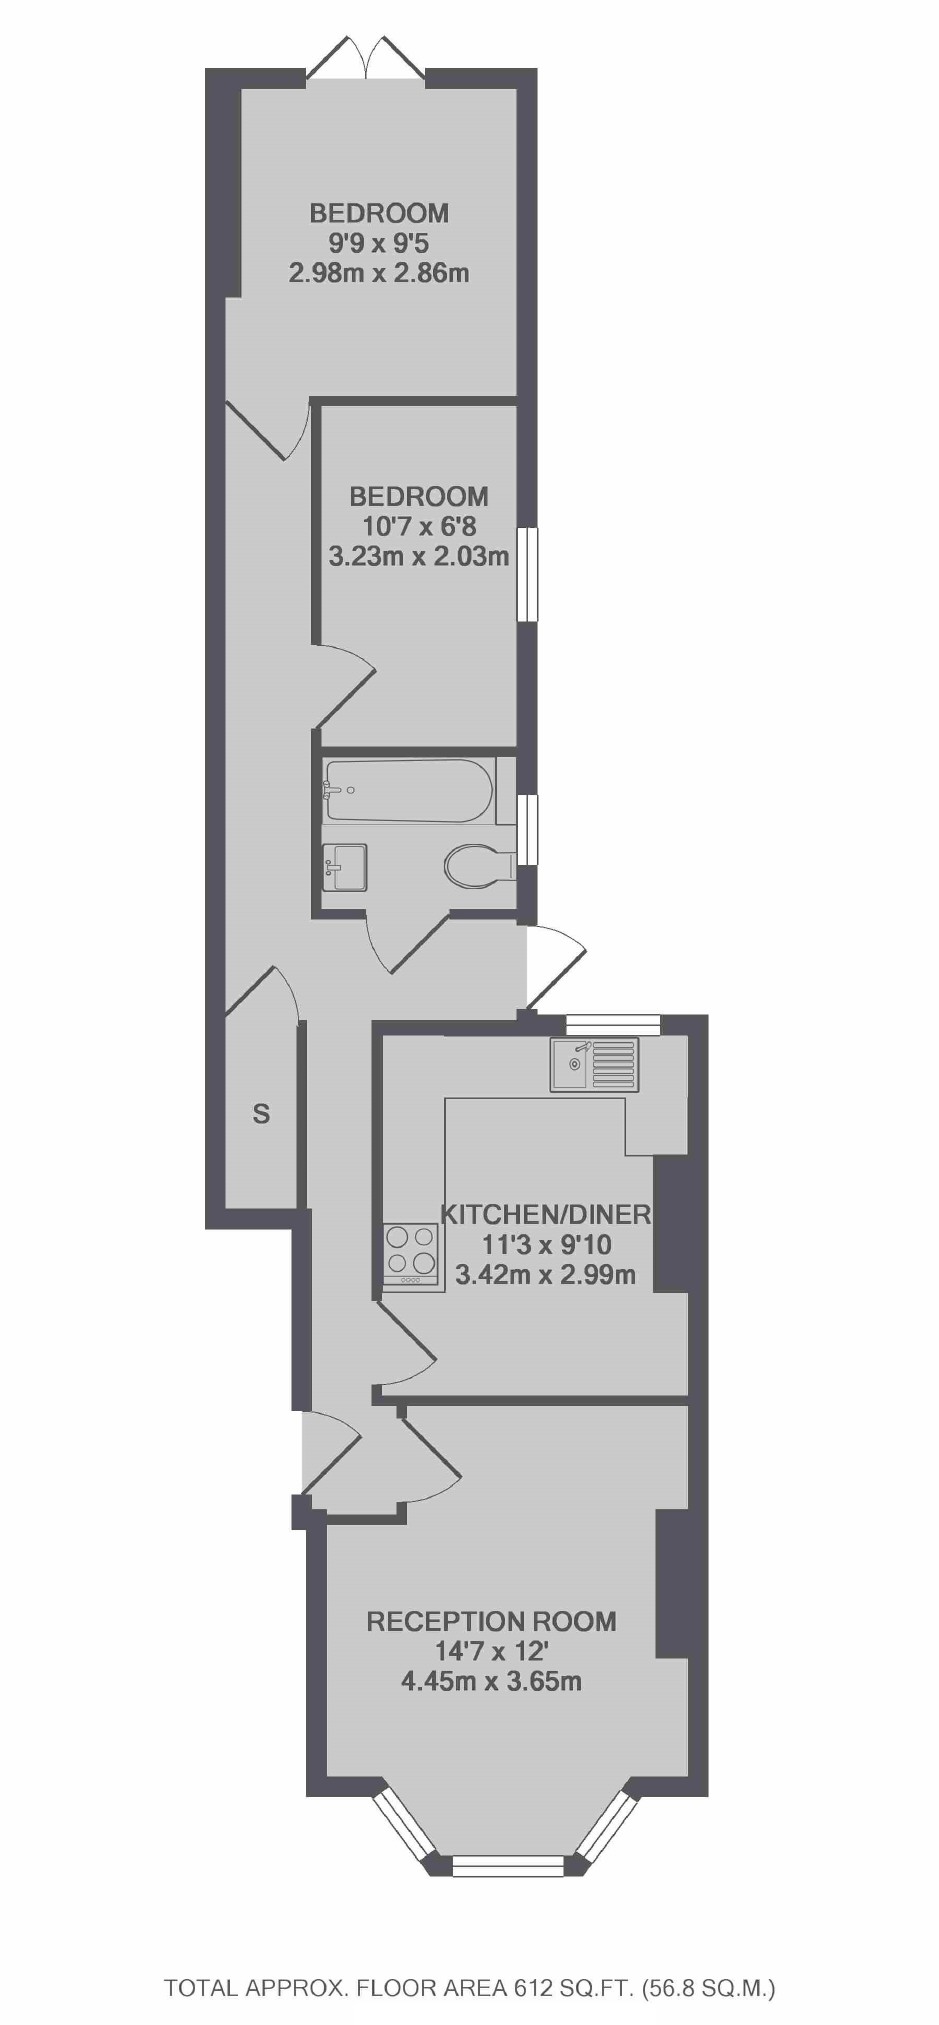 BEDROOM
9'9 x 9'5
2.98m x 2.86m
BEDROOM
10'7 x 6'8
3.23m x 2.03m
S
KITCHEN/DINER
11'3 x 9'10
3.42m x 2.99m
RECEPTION ROOM
14'7 x 12'
4.45m x 3.65m
TOTAL APPROX. FLOOR AREA 612 SQ.FT. (56.8 SQ.M.)